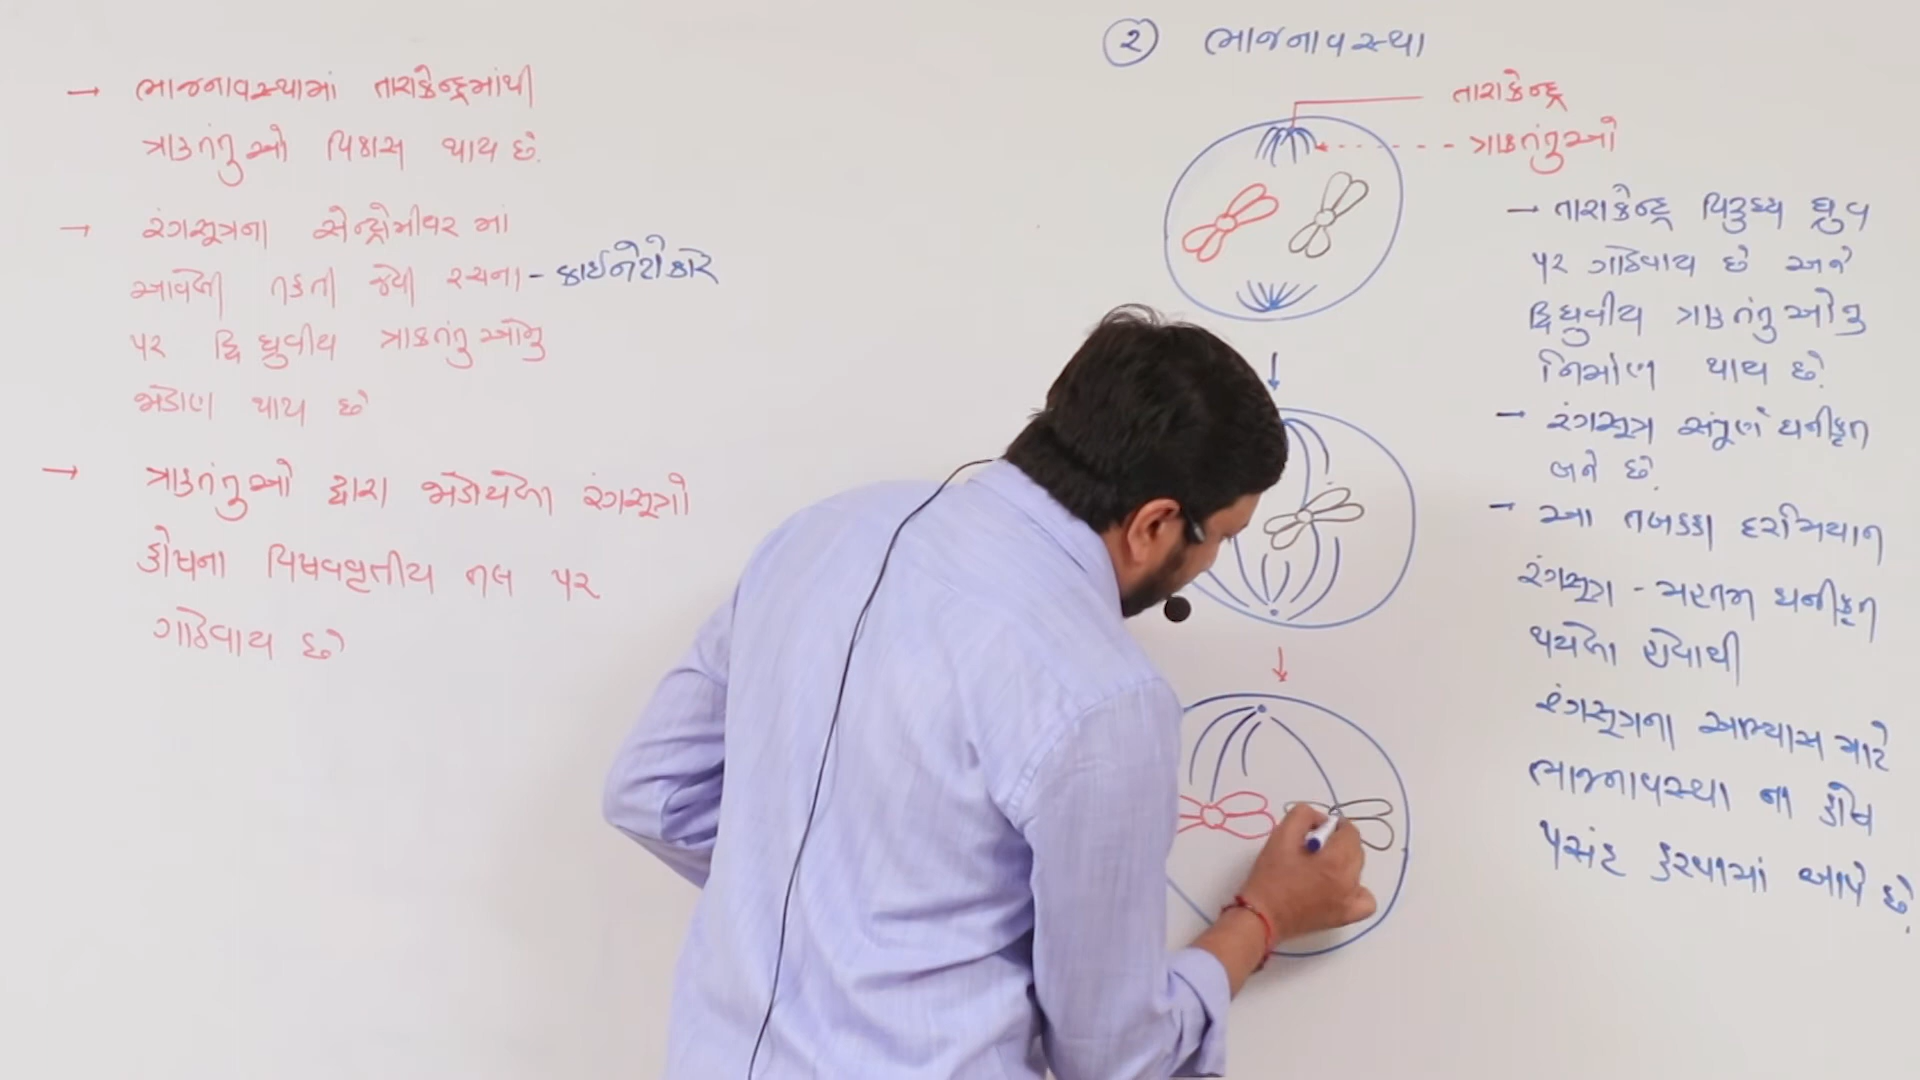 → ભાજનાવસ્થામાં તારાકેન્દ્રમાંથી
ત્રાકતંતુઓ વિકાસ થાય છે.
→ રંગસૂત્રના સેન્ટ્રોમીયર માં
આવેલી તકતી જેવી રચના - કાઈનેટોકોર
પર દ્વિ ધ્રુવીય ત્રાકતંતુઓનુ
જોડાણ થાય છે
→ ત્રાકતંતુઓ દ્વારા જોડાયેલા રંગસૂત્રો
કોષના વિષુવવૃતીય તલ પર
ગોઠવાય છે
૨ ભાજનાવસ્થા
તારાકેન્દ્ર
ત્રાકતંતુઓ
→ તારાકેન્દ્ર વિરુધ્ધ ધ્રુવ
પર ગોઠવાય છે અને
દ્વિધ્રુવીય ત્રાકતંતુઓનુ
નિર્માણ થાય છે.
→ રંગસૂત્ર સંપૂર્ણ ઘનીકૃત
બને છે.
→ આ તબક્કા દરમિયાન
રંગસૂત્ર - મહતમ ઘનીકૃત
થયેલા હોવાથી
રંગસૂત્રના અભ્યાસ માટે
ભાજનાવસ્થા ના કોષ
પસંદ કરવામાં આવે છે.